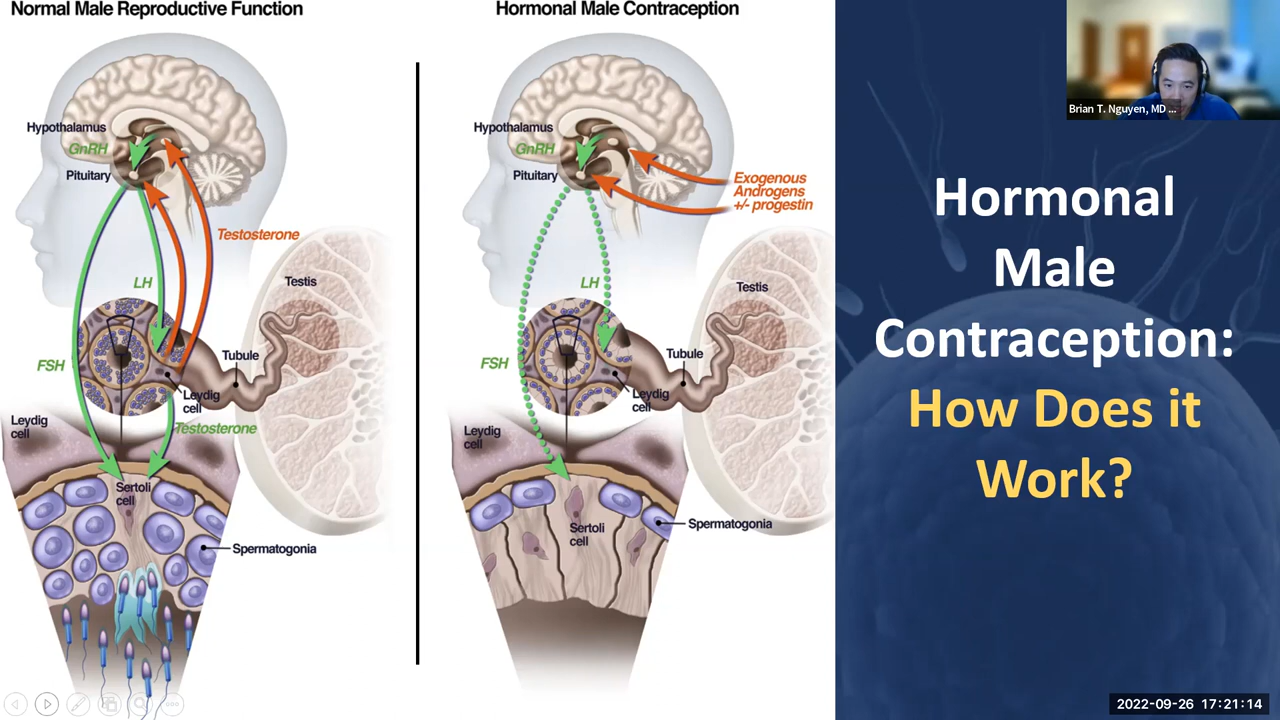 Normal Male Reproductive Function
Hypothalamus
GnRH
Pituitary
Testosterone
LH
Testis
FSH
Tubule
Leydig
cell
Leydig
cell
Testosterone
Sertoli
cell
Spermatogonia
Hormonal Male Contraception
Hypothalamus
GnRH
Pituitary
Exogenous
Androgens
+/- progestin
LH
Testis
FSH
Tubule
Leydig
cell
Leydig
cell
Spermatogonia
Sertoli
cell
Brian T. Nguyen, MD ...
Hormonal
Male
Contraception:
How Does it
Work?
2022-09-26 17:21:14